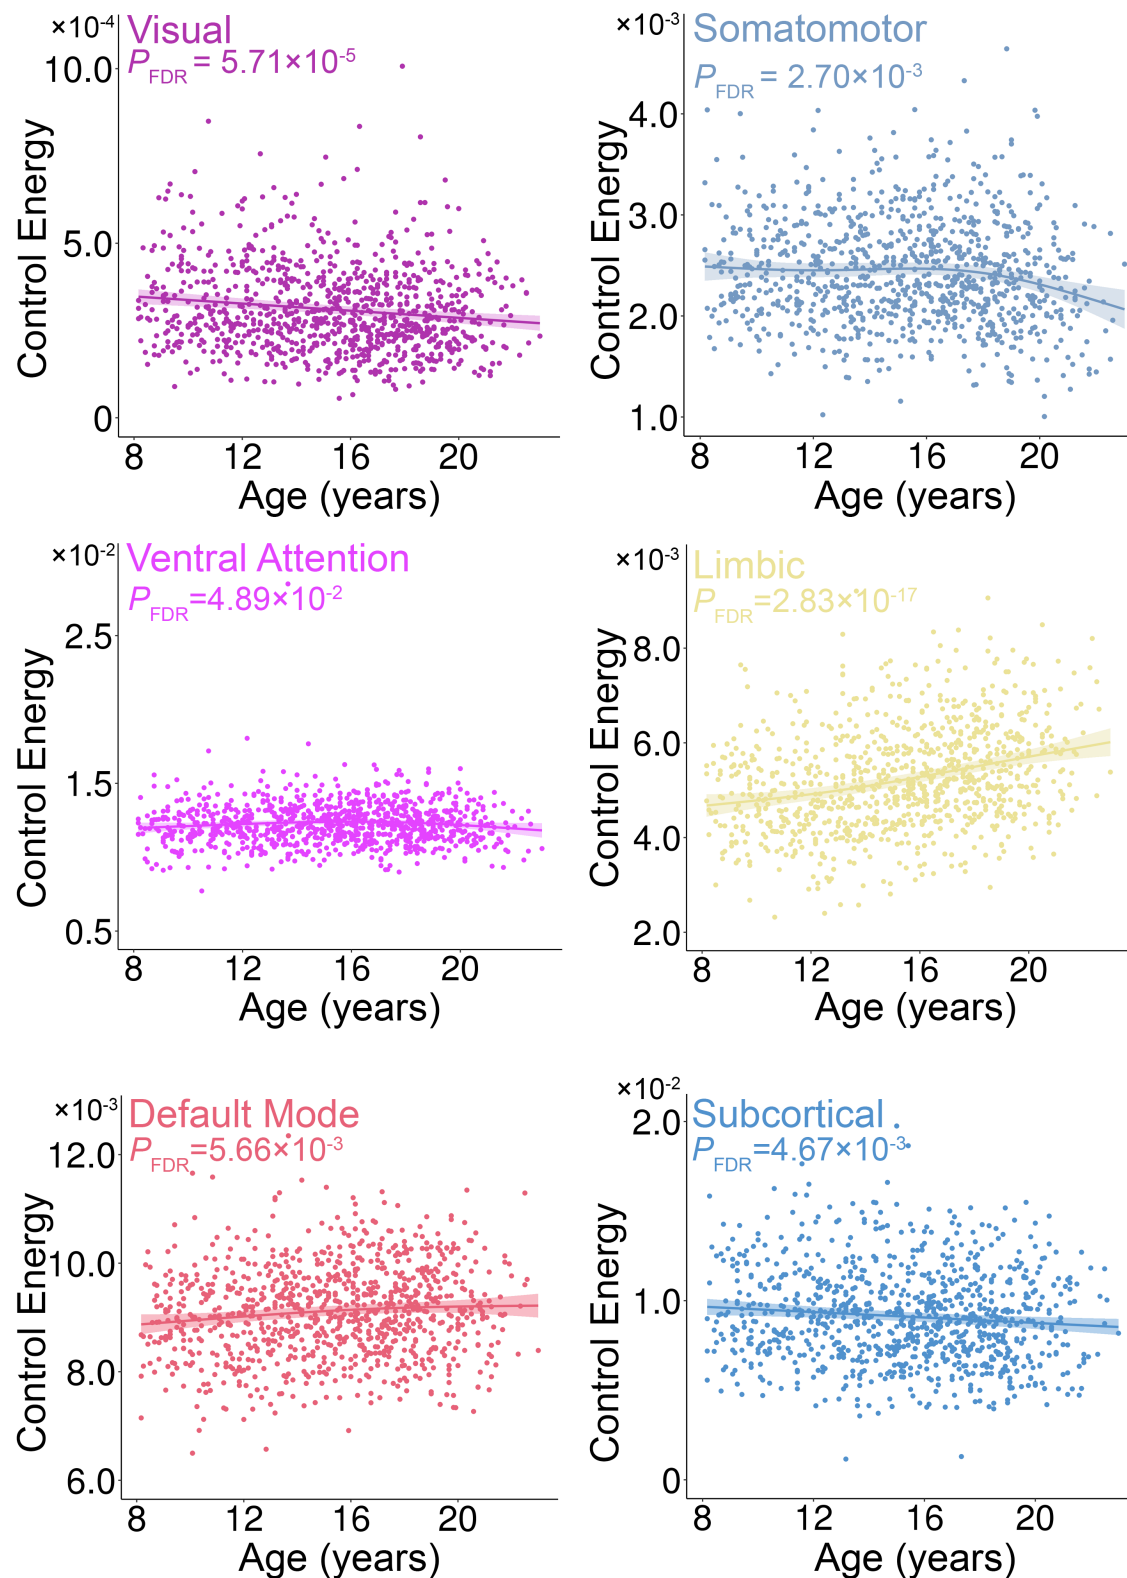 ×10-4
Visual
PFDR = 5.71×10-5
10.0
5.0
0
Control Energy
8 12 16 20
Age (years)
×10-3
Somatomotor
PFDR = 2.70×10-3
4.0
3.0
2.0
1.0
Control Energy
8 12 16 20
Age (years)
×10-2
Ventral Attention
PFDR=4.89×10-2
2.5
1.5
0.5
Control Energy
8 12 16 20
Age (years)
×10-3
Limbic
PFDR=2.83×10-17
8.0
6.0
4.0
2.0
Control Energy
8 12 16 20
Age (years)
×10-3
Default Mode
PFDR=5.66×10-3
12.0
10.0
8.0
6.0
Control Energy
8 12 16 20
Age (years)
×10-2
Subcortical
PFDR=4.67×10-3
2.0
1.0
0
Control Energy
8 12 16 20
Age (years)